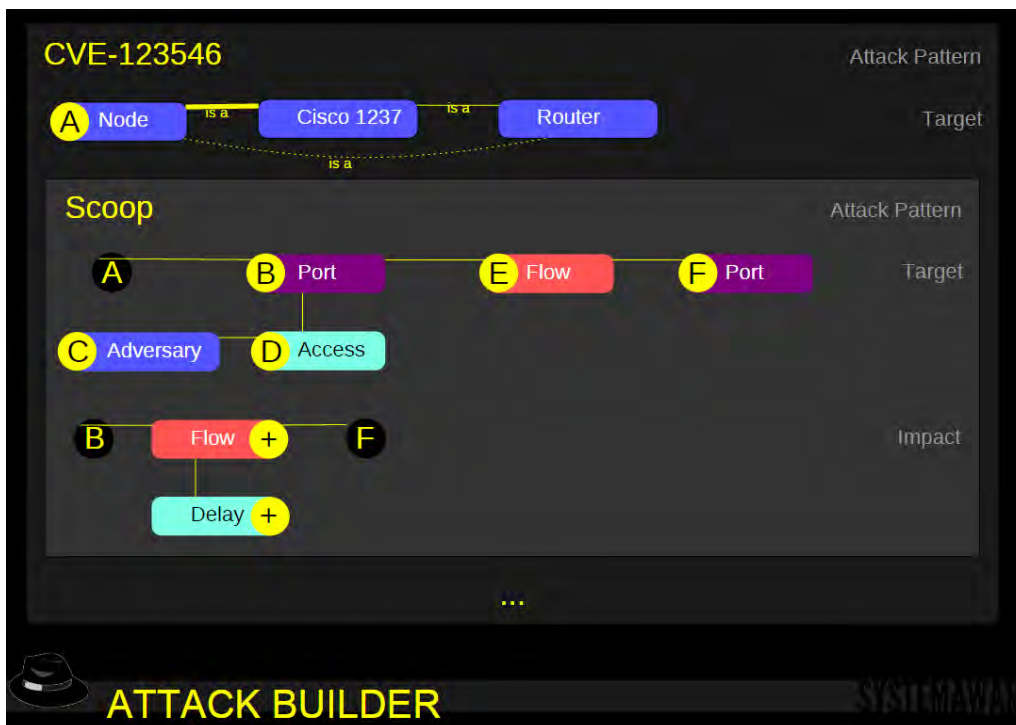 CVE-123546
Attack Pattern
A Node is a Cisco 1237 is a Router
Target
is a
Scoop
Attack Pattern
A B Port E Flow F Port
Target
C Adversary D Access
B Flow + F
Impact
Delay +
...
ATTACK BUILDER